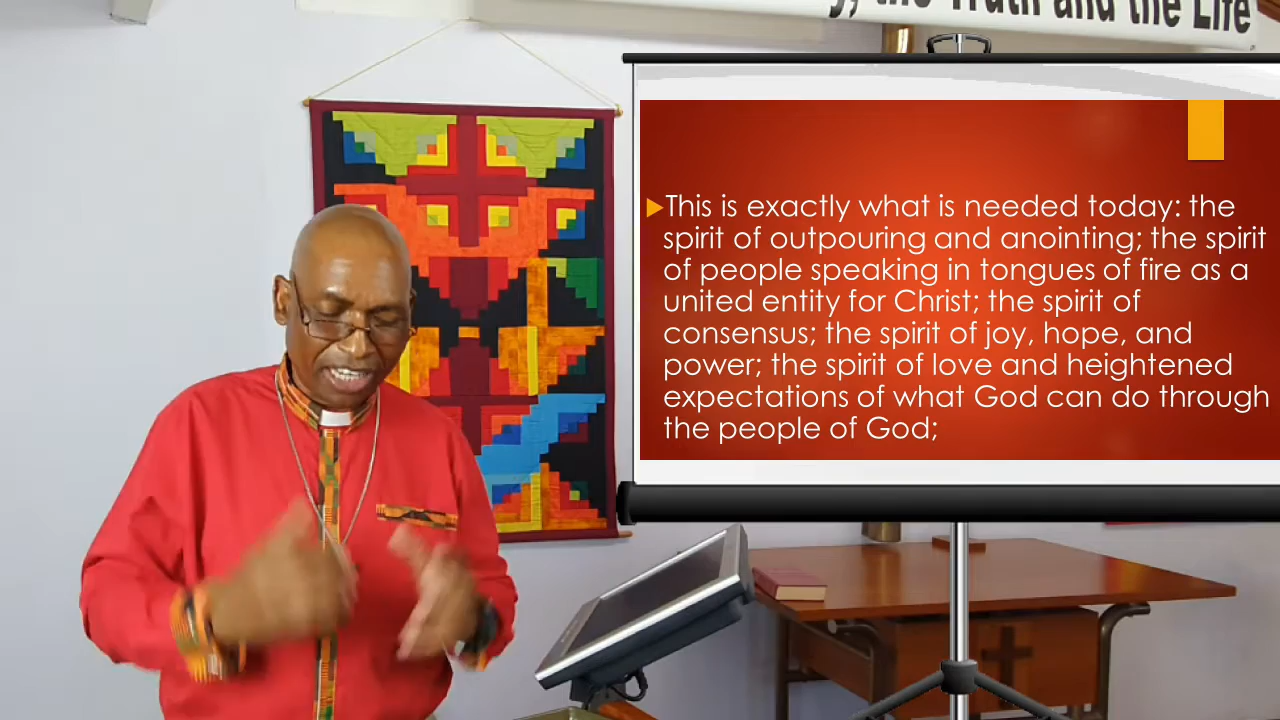 the Truth and the Life
This is exactly what is needed today: the
spirit of outpouring and anointing; the spirit
of people speaking in tongues of fire as a
united entity for Christ; the spirit of
consensus; the spirit of joy, hope, and
power; the spirit of love and heightened
expectations of what God can do through
the people of God;